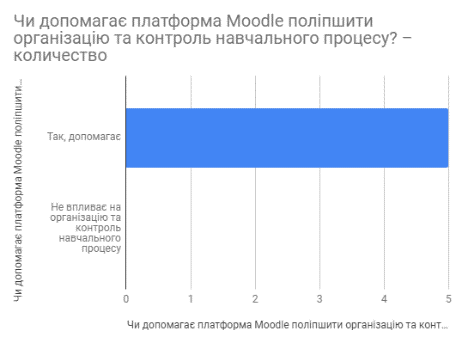 Чи допомагає платформа Moodle поліпшити
організацію та контроль навчального процесу? –
количество
Чи допомагає платформа Moodle поліпшити...
Так, допомагає
Не впливає на
організацію та
контроль
навчального
процесу
0 1 2 3 4 5
Чи допомагає платформа Moodle поліпшити організацію та конт...